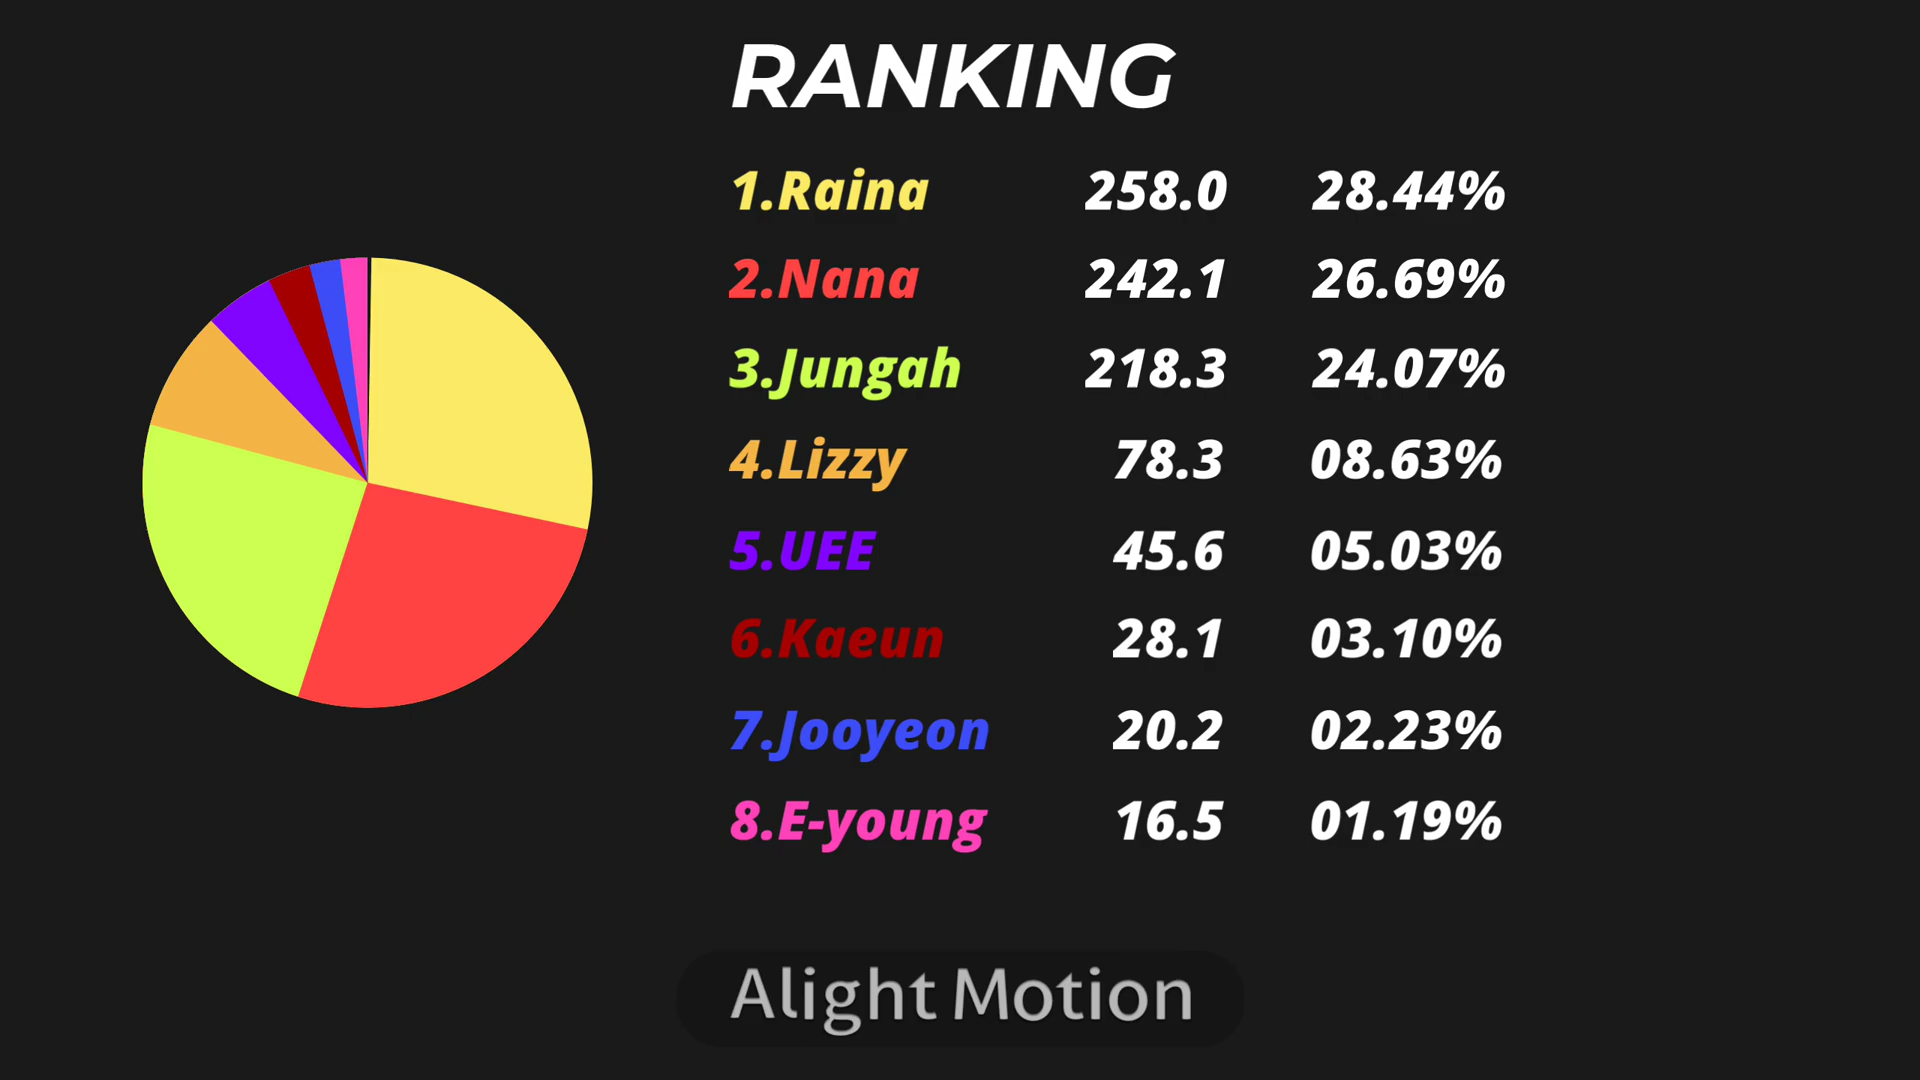 RANKING
1.Raina 258.0 28.44%
2.Nana 242.1 26.69%
3.Jungah 218.3 24.07%
4.Lizzy 78.3 08.63%
5.UEE 45.6 05.03%
6.Kaeun 28.1 03.10%
7.Jooyeon 20.2 02.23%
8.E-young 16.5 01.19%
Alight Motion